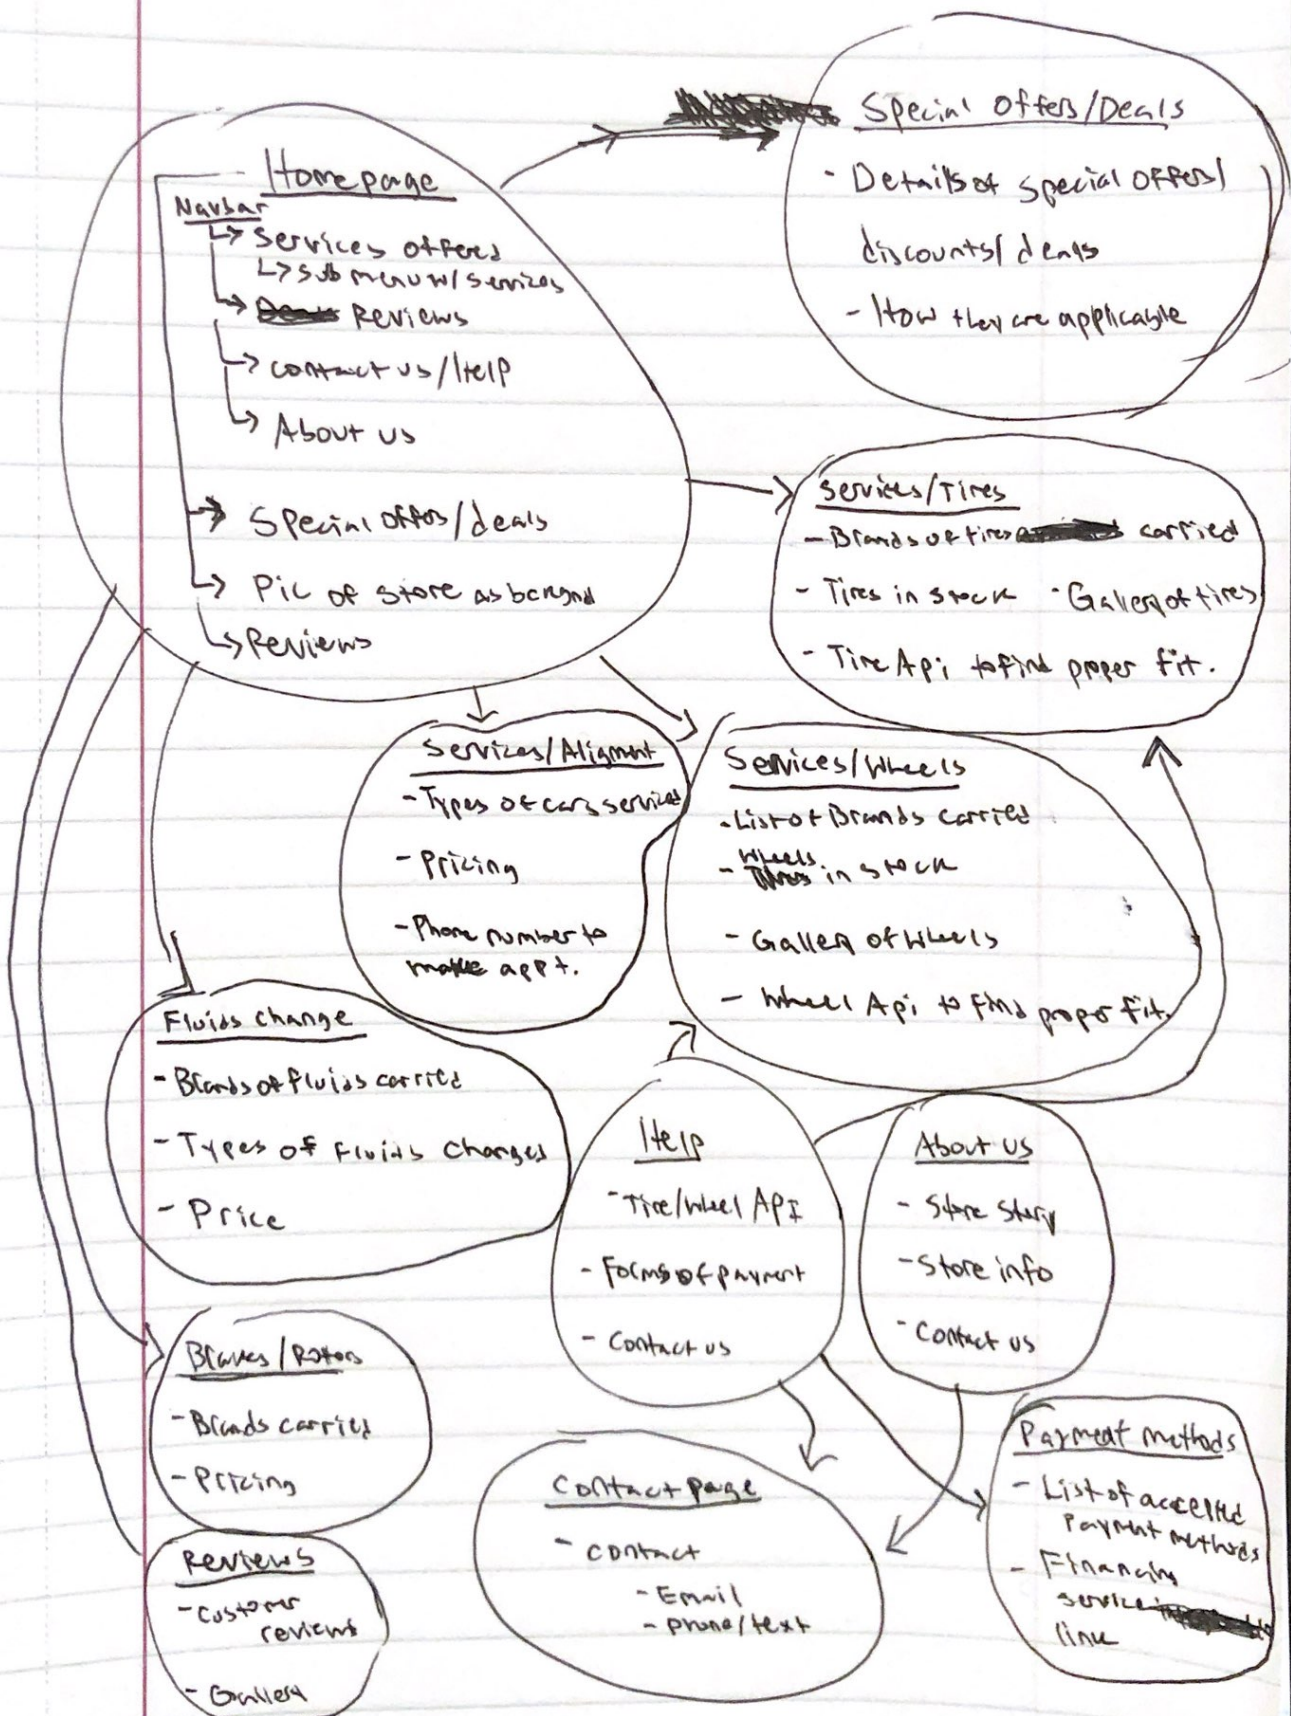 Homepage
Navbar
Services offered
sub menu w/ services
Reviews
contact us/Help
About us
Special offers/deals
Pic of store as
Reviews
Special Offers/Deals
- Details of special offers/
discounts/deals
- How they are applicable
Services/Tires
- Brands of tires carried
- Tires in stock - Gallery of tires
- Tire Api to find proper fit.
Services/Aligment
- Types of cars serviced
- Pricing
- Phone number to
make appt.
Services/Wheels
- List of Brands carried
- Wheels in stock
- Gallery of wheels
- Wheel Api to find proper fit.
Fluids change
- Brands of fluids carried
- Types of Fluids Changes
- Price
Help
- Tire/Wheel API
- Forms of payment
- Contact us
About us
- Store Story
- Store info
- Contact us
Brakes/Rotors
- Brands carried
- Pricing
Contact page
- contact
- Email
- phone/text
Payment methods
- List of accepted
payment methods
- Financing
service
link
Reviews
- Customer
reviews
- Gallery